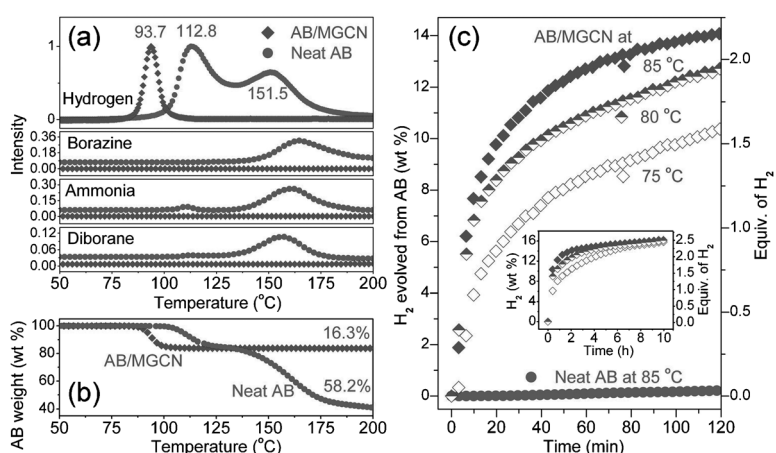 (a)
93.7 112.8
AB/MGCN
Neat AB
151.5
Hydrogen
1
0
Intensity
Borazine
0.36
0.18
0.00
Ammonia
0.30
0.15
0.00
Diborane
0.12
0.06
0.00
50 75 100 125 150 175 200
Temperature (°C)
(b)
AB weight (wt %)
100
80
60
40
16.3%
AB/MGCN
Neat AB
58.2%
50 75 100 125 150 175 200
Temperature (°C)
(c)
AB/MGCN at
85 °C
80 °C
75 °C
H2 evolved from AB (wt %)
14
12
10
8
6
4
2
0
Equiv. of H2
2.0
1.5
1.0
0.5
0.0
H2 (wt %)
16
12
8
4
0
Equiv. of H2
2.5
2.0
1.5
1.0
0.5
0.0
0 2 4 6 8 10
Time (h)
Neat AB at 85 °C
0 20 40 60 80 100 120
Time (min)